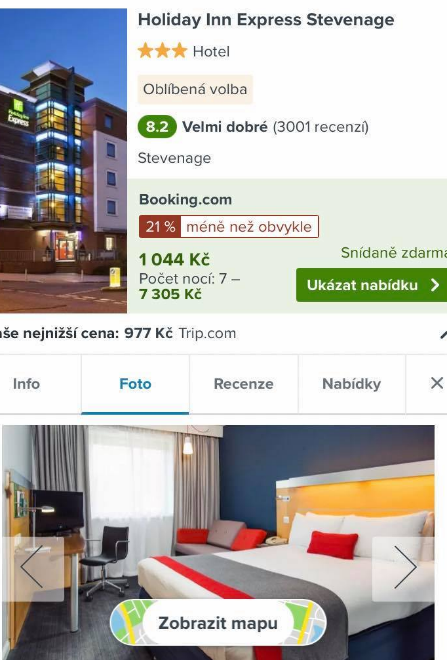 Holiday Inn Express Stevenage
Hotel
Oblíbená volba
8.2 Velmi dobré (3001 recenzí)
Stevenage
Booking.com
21 % méně než obvykle
1 044 Kč
Snídaně zdarma
Počet nocí: 7 –
7 305 Kč
Ukázat nabídku
aše nejnižší cena: 977 Kč Trip.com
Info
Foto
Recenze
Nabídky
Zobrazit mapu